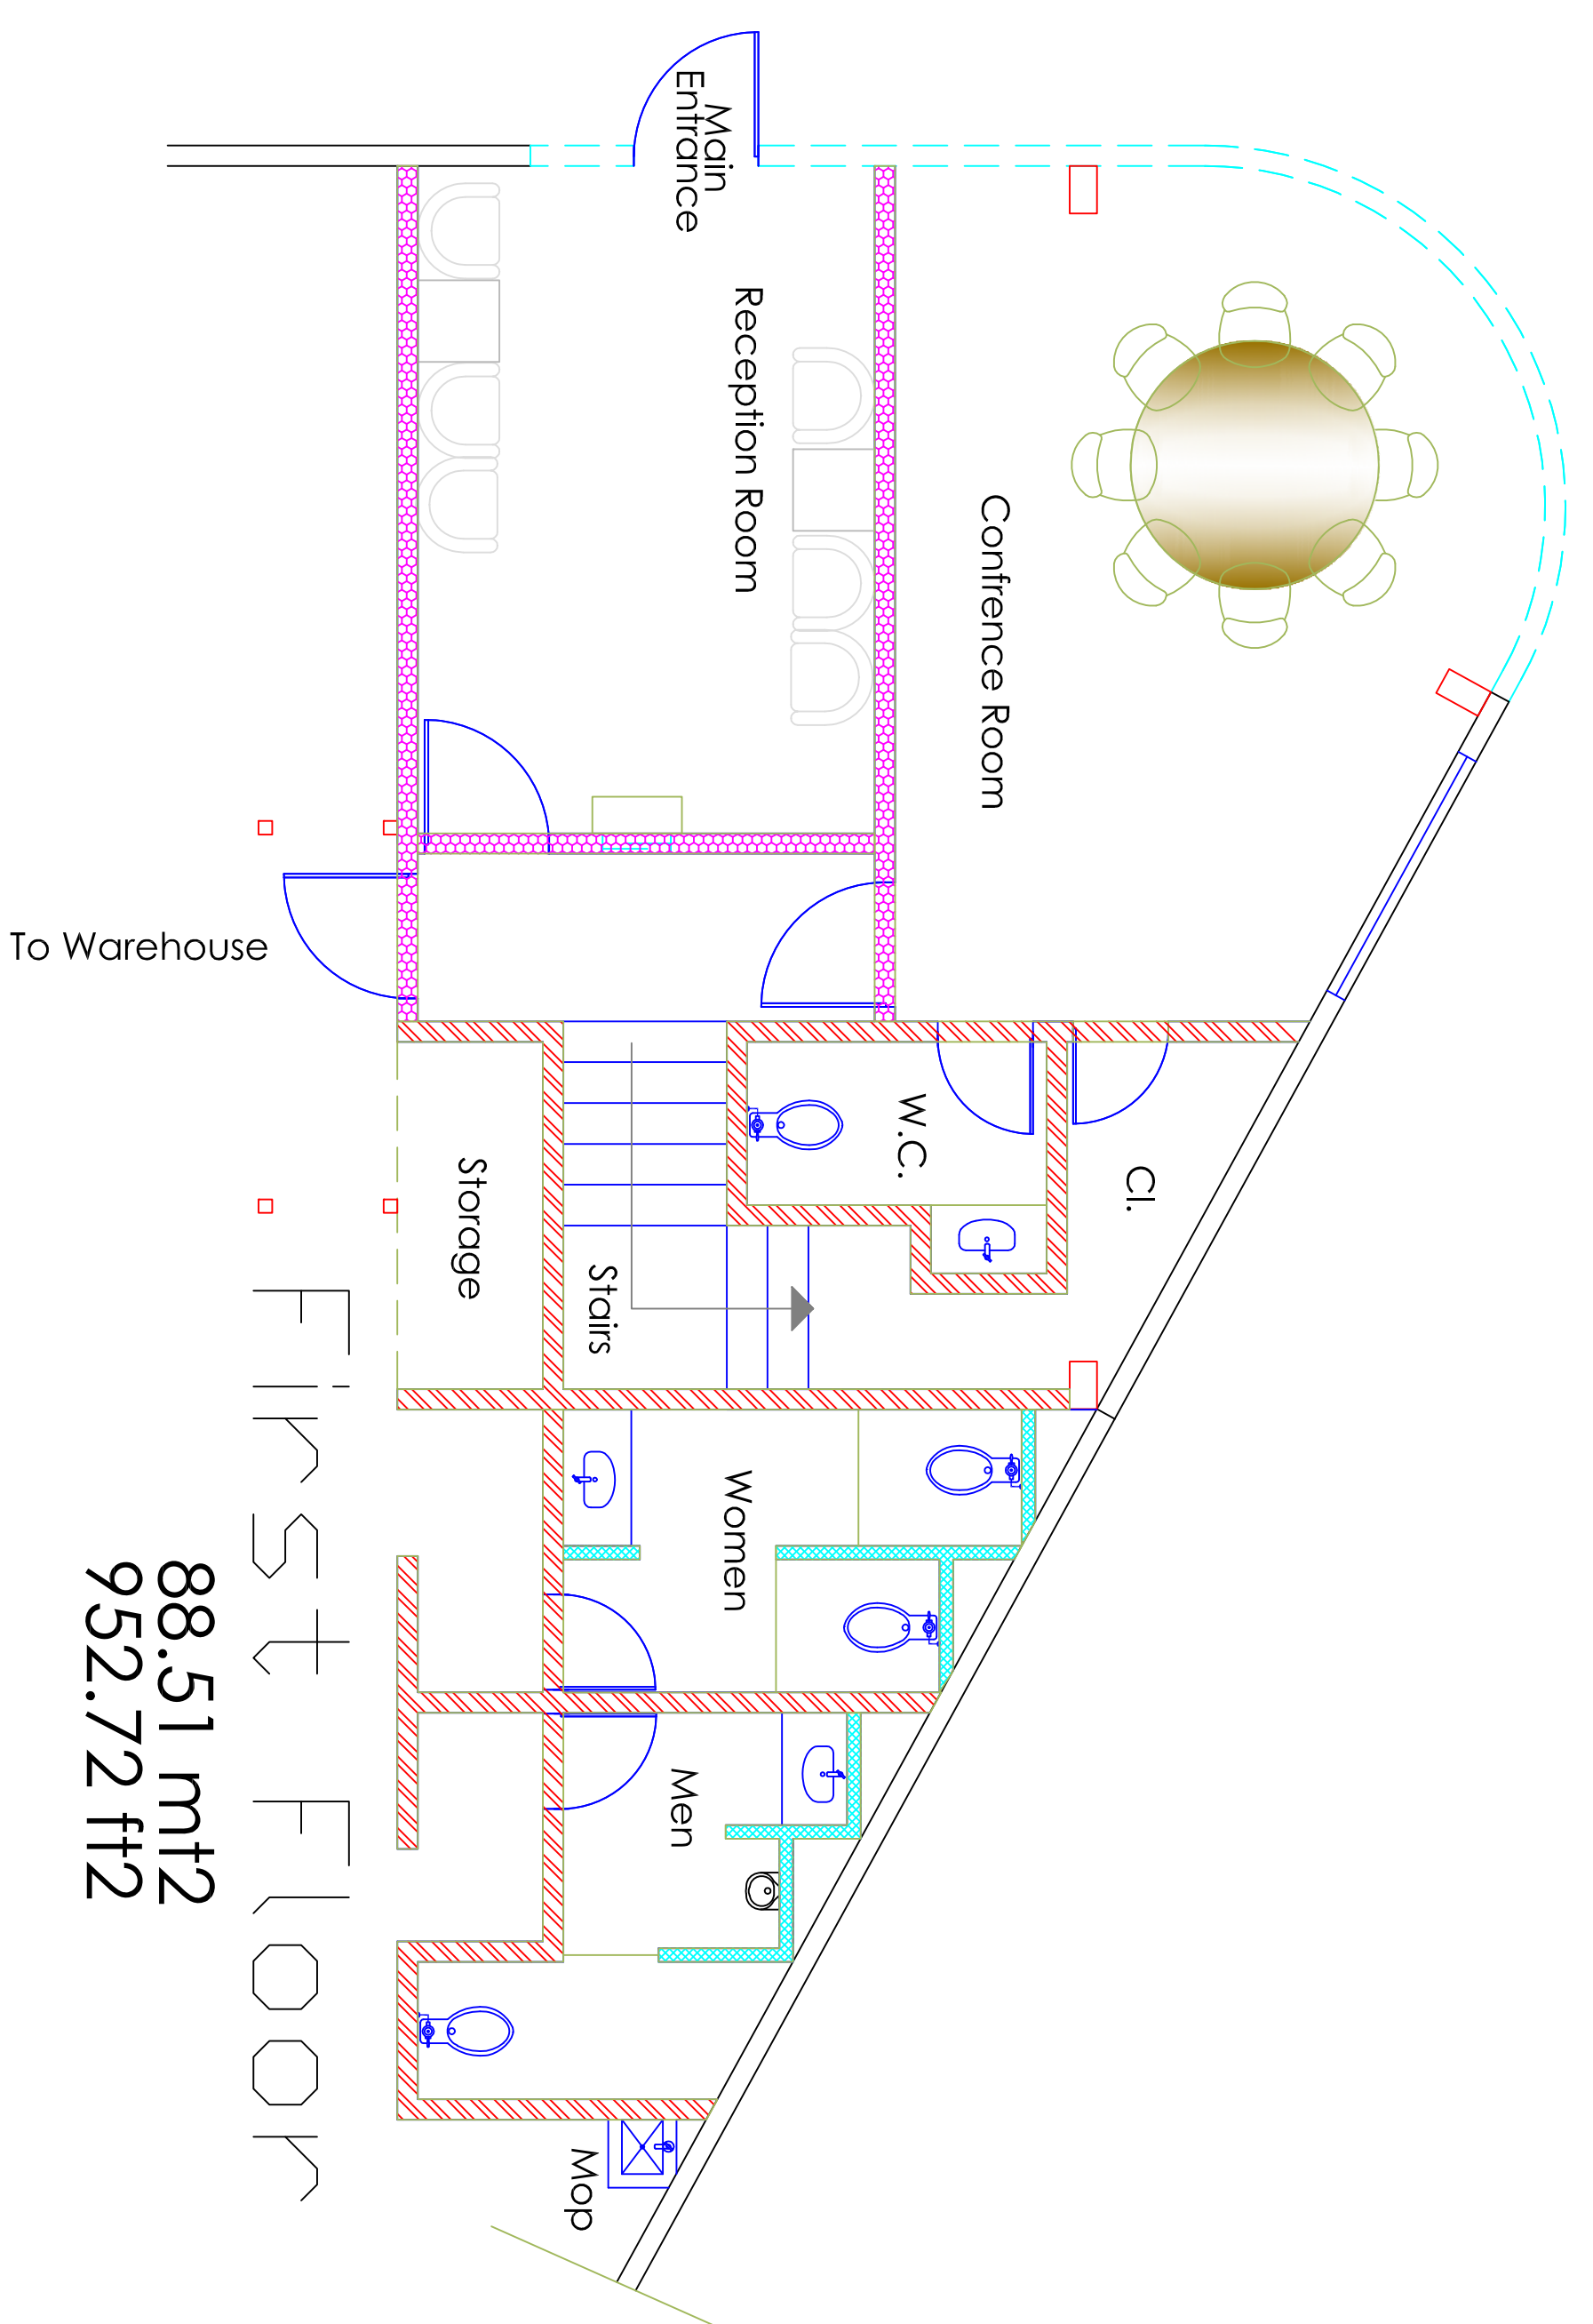 Main
Entrance
Reception Room
Confrence Room
To Warehouse
W.C.
Cl.
Storage
Stairs
Women
Men
Mop
First Floor
88.51 mt2
952.72 ft2